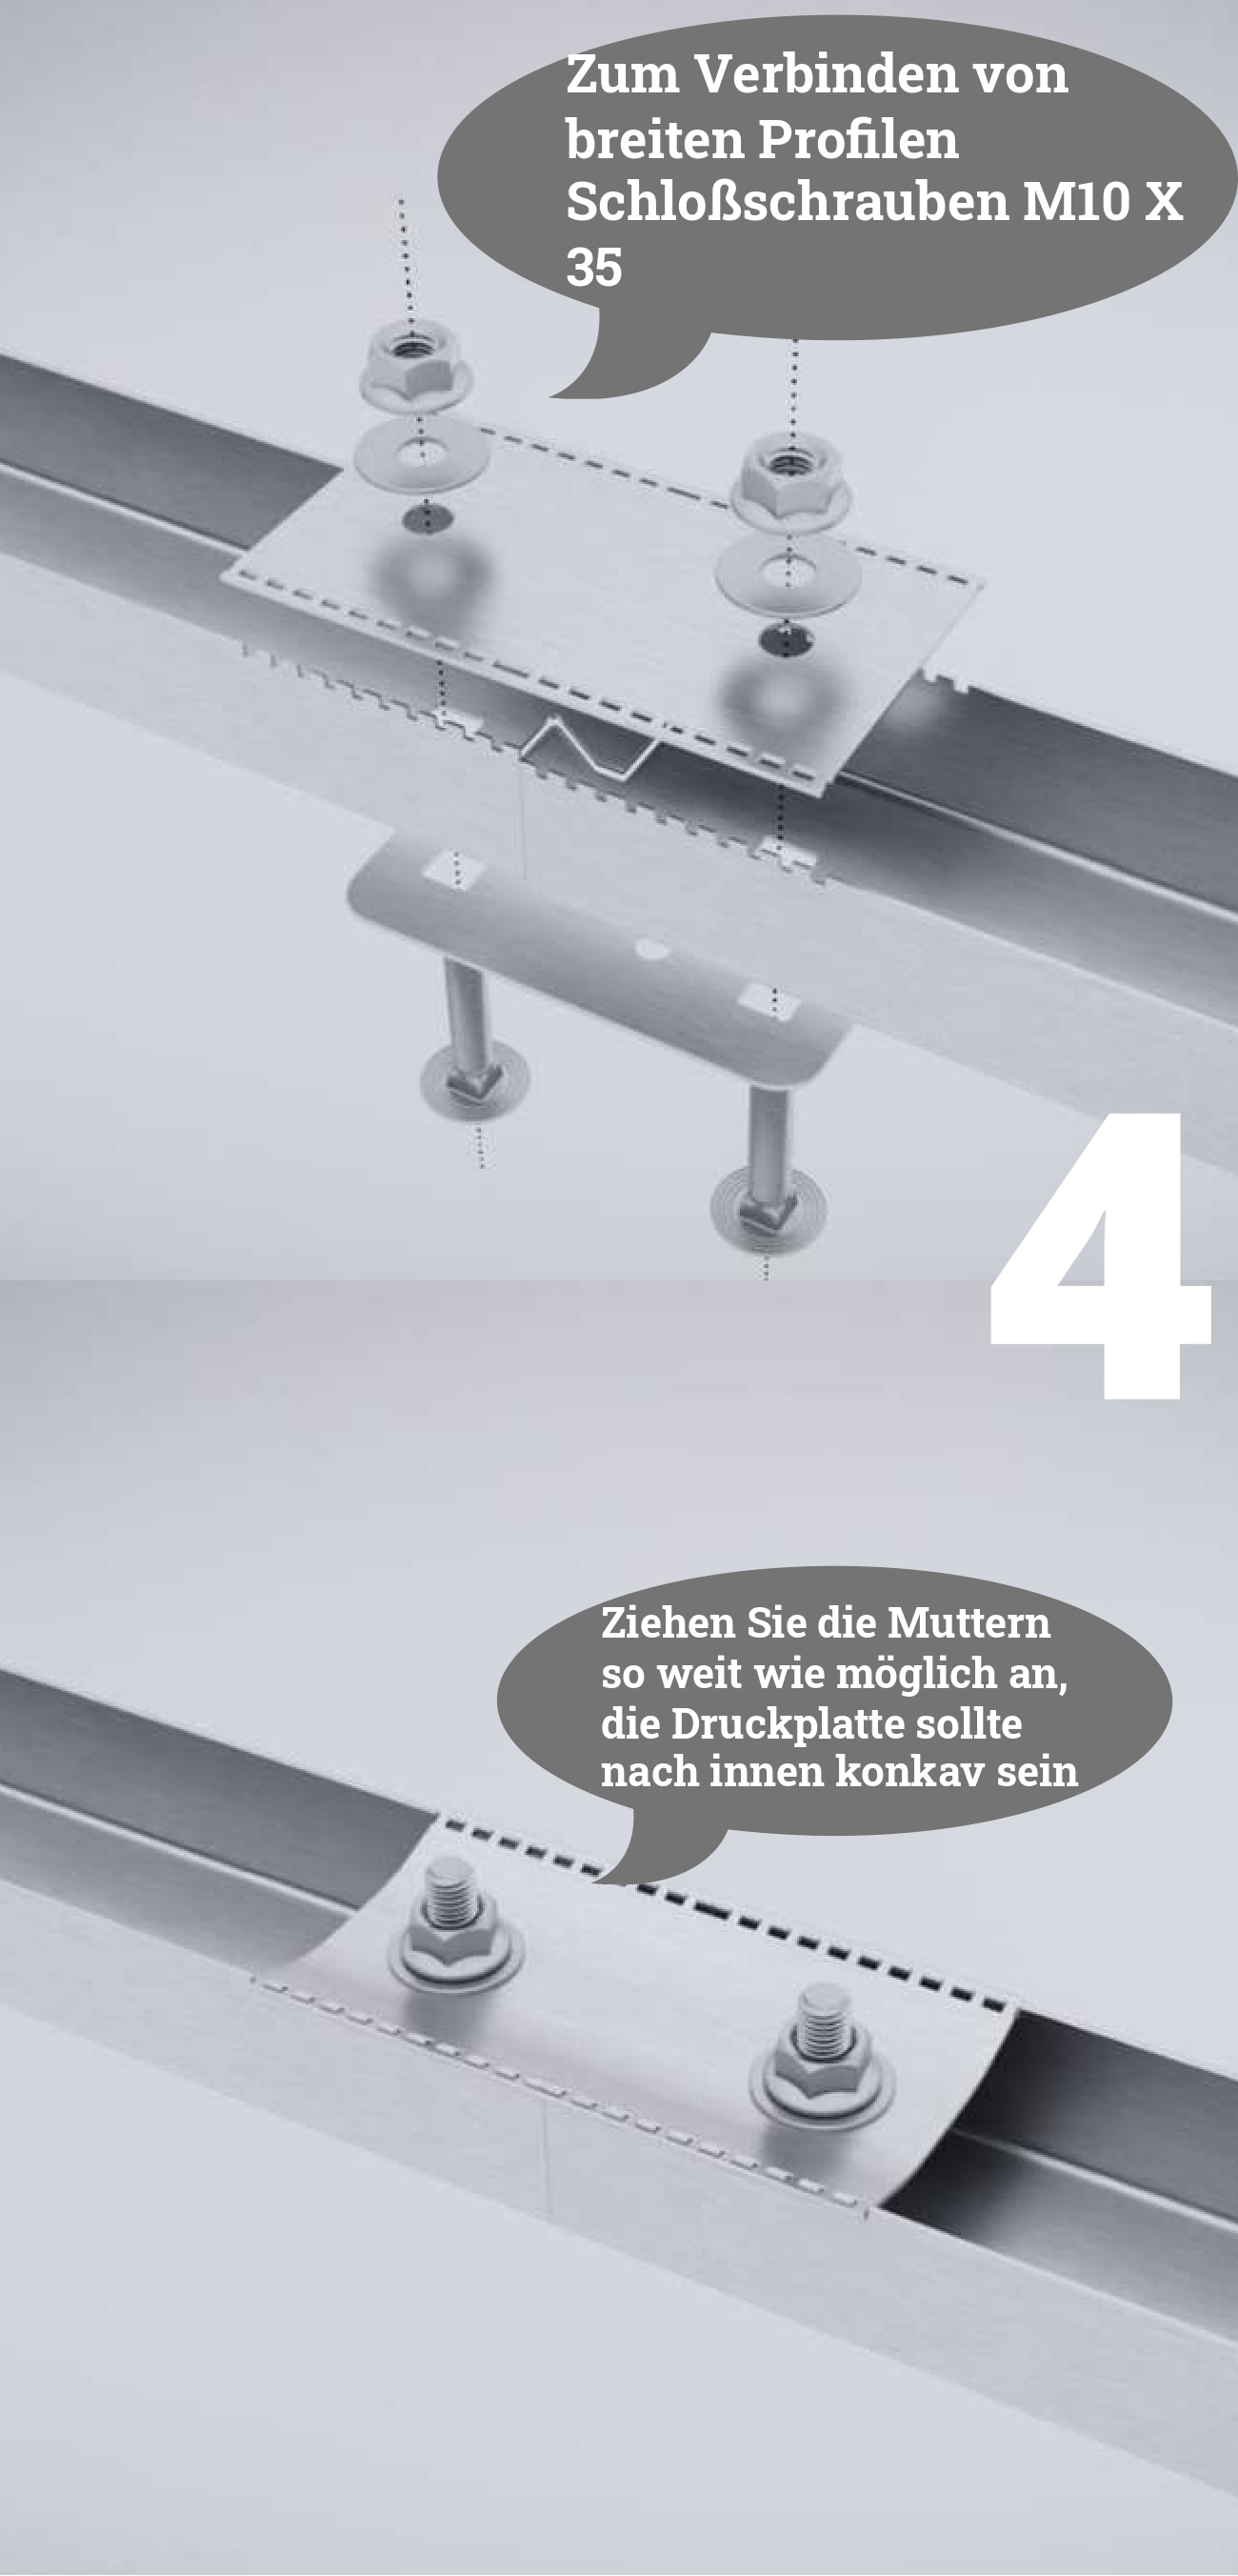 Zum Verbinden von
breiten Profilen
Schloßschrauben M10 X
35
4
Ziehen Sie die Muttern
so weit wie möglich an,
die Druckplatte sollte
nach innen konkav sein